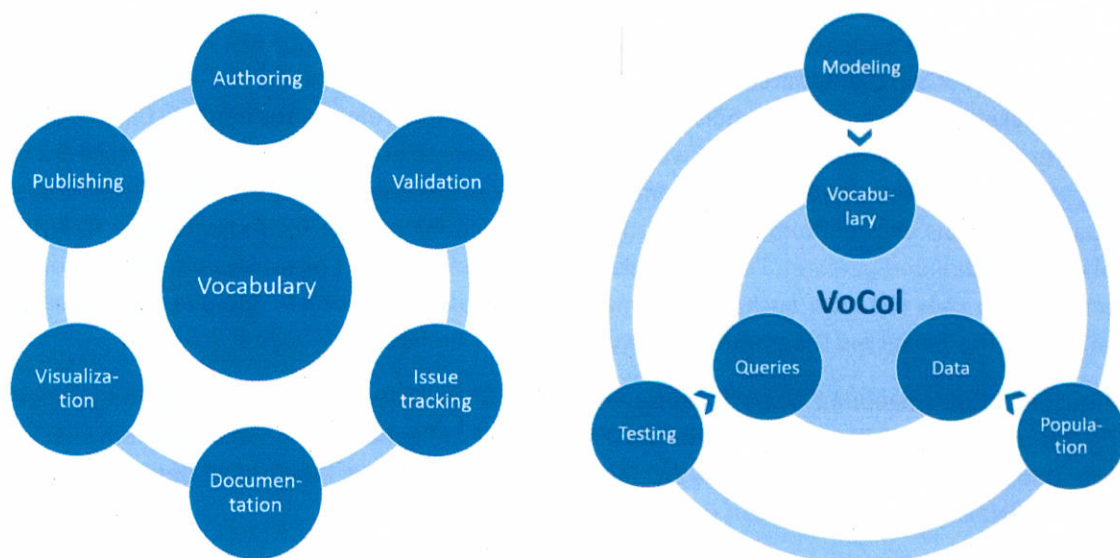 Authoring
Publishing
Validation
Vocabulary
Visualiza-
tion
Issue
tracking
Documen-
tation
Modeling
Vocabu-
lary
VoCol
Queries
Data
Testing
Popula-
tion